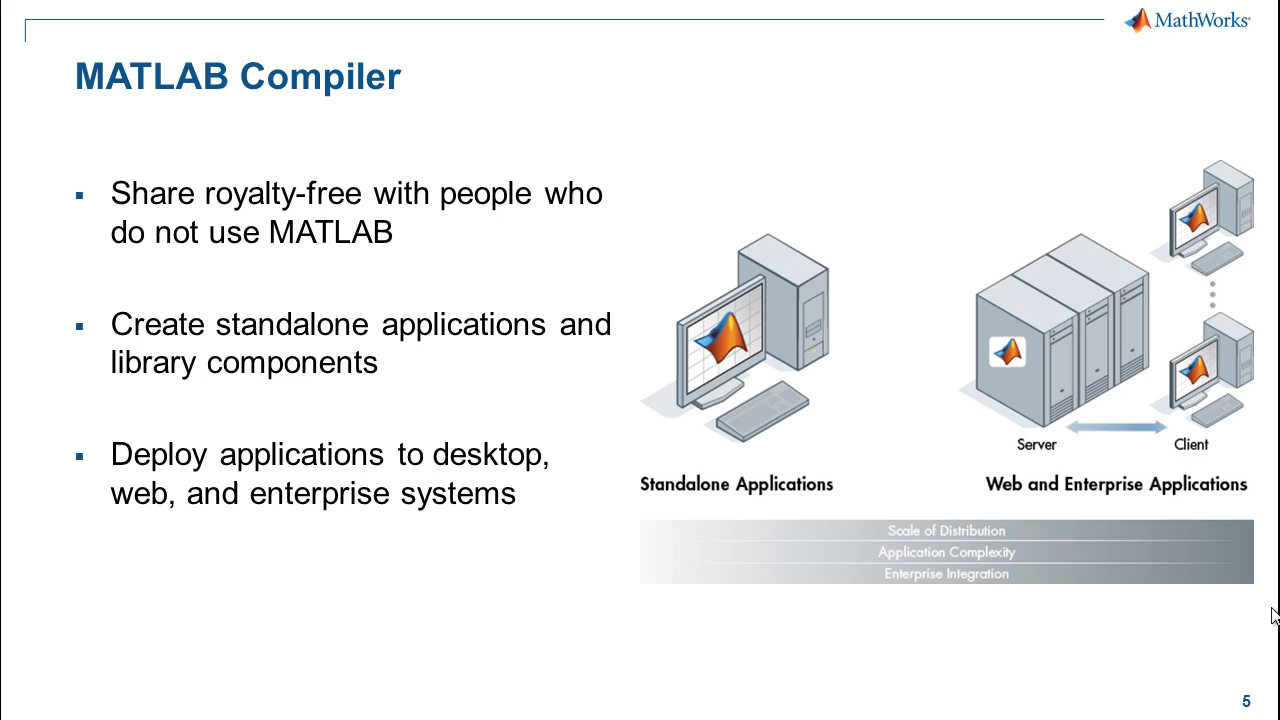 MathWorks®
MATLAB Compiler
▪ Share royalty-free with people who
do not use MATLAB
▪ Create standalone applications and
library components
▪ Deploy applications to desktop,
web, and enterprise systems
Server
Client
Standalone Applications
Web and Enterprise Applications
Scale of Distribution
Application Complexity
Enterprise Integration
5